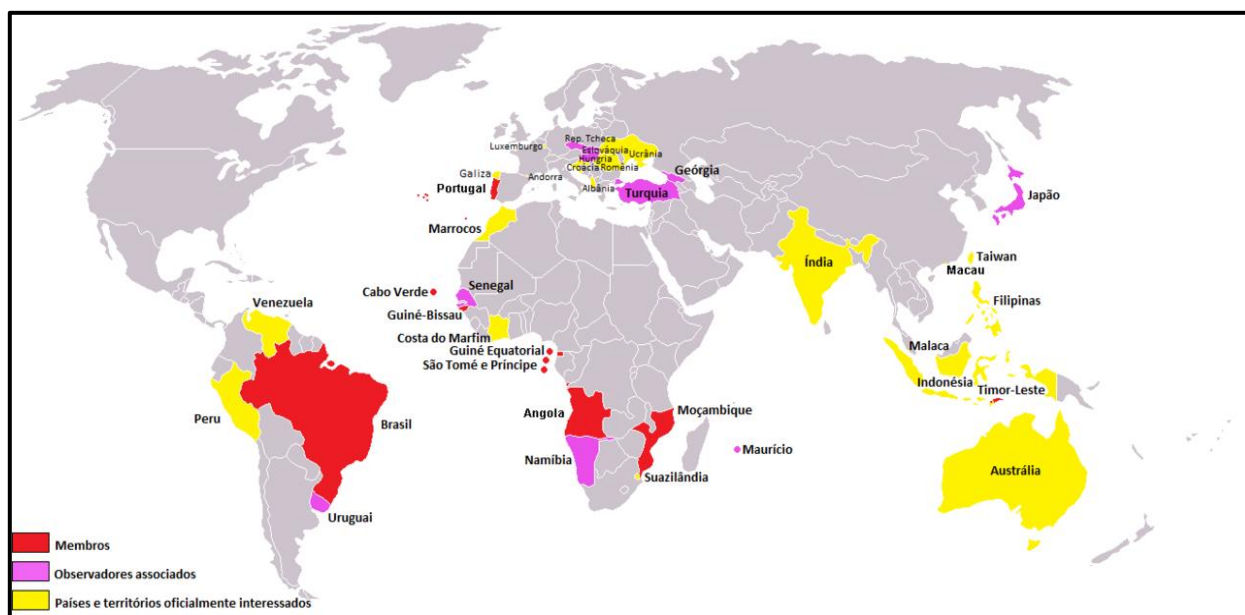 Rep. Tcheca
Luxemburgo
Eslováquia
Ucrânia
Hungria
Croácia
Romênia
Geórgia
Galiza
Andorra
Albânia
Portugal
Turquia
Japão
Marrocos
Índia
Taiwan
Macau
Senegal
Cabo Verde
Filipinas
Venezuela
Guiné-Bissau
Costa do Marfim
Malaca
Guiné Equatorial
São Tomé e Príncipe
Indonésia
Timor-Leste
Peru
Brasil
Angola
Moçambique
Namíbia
Maurício
Suazilândia
Austrália
Uruguai
Membros
Observadores associados
Países e territórios oficialmente interessados